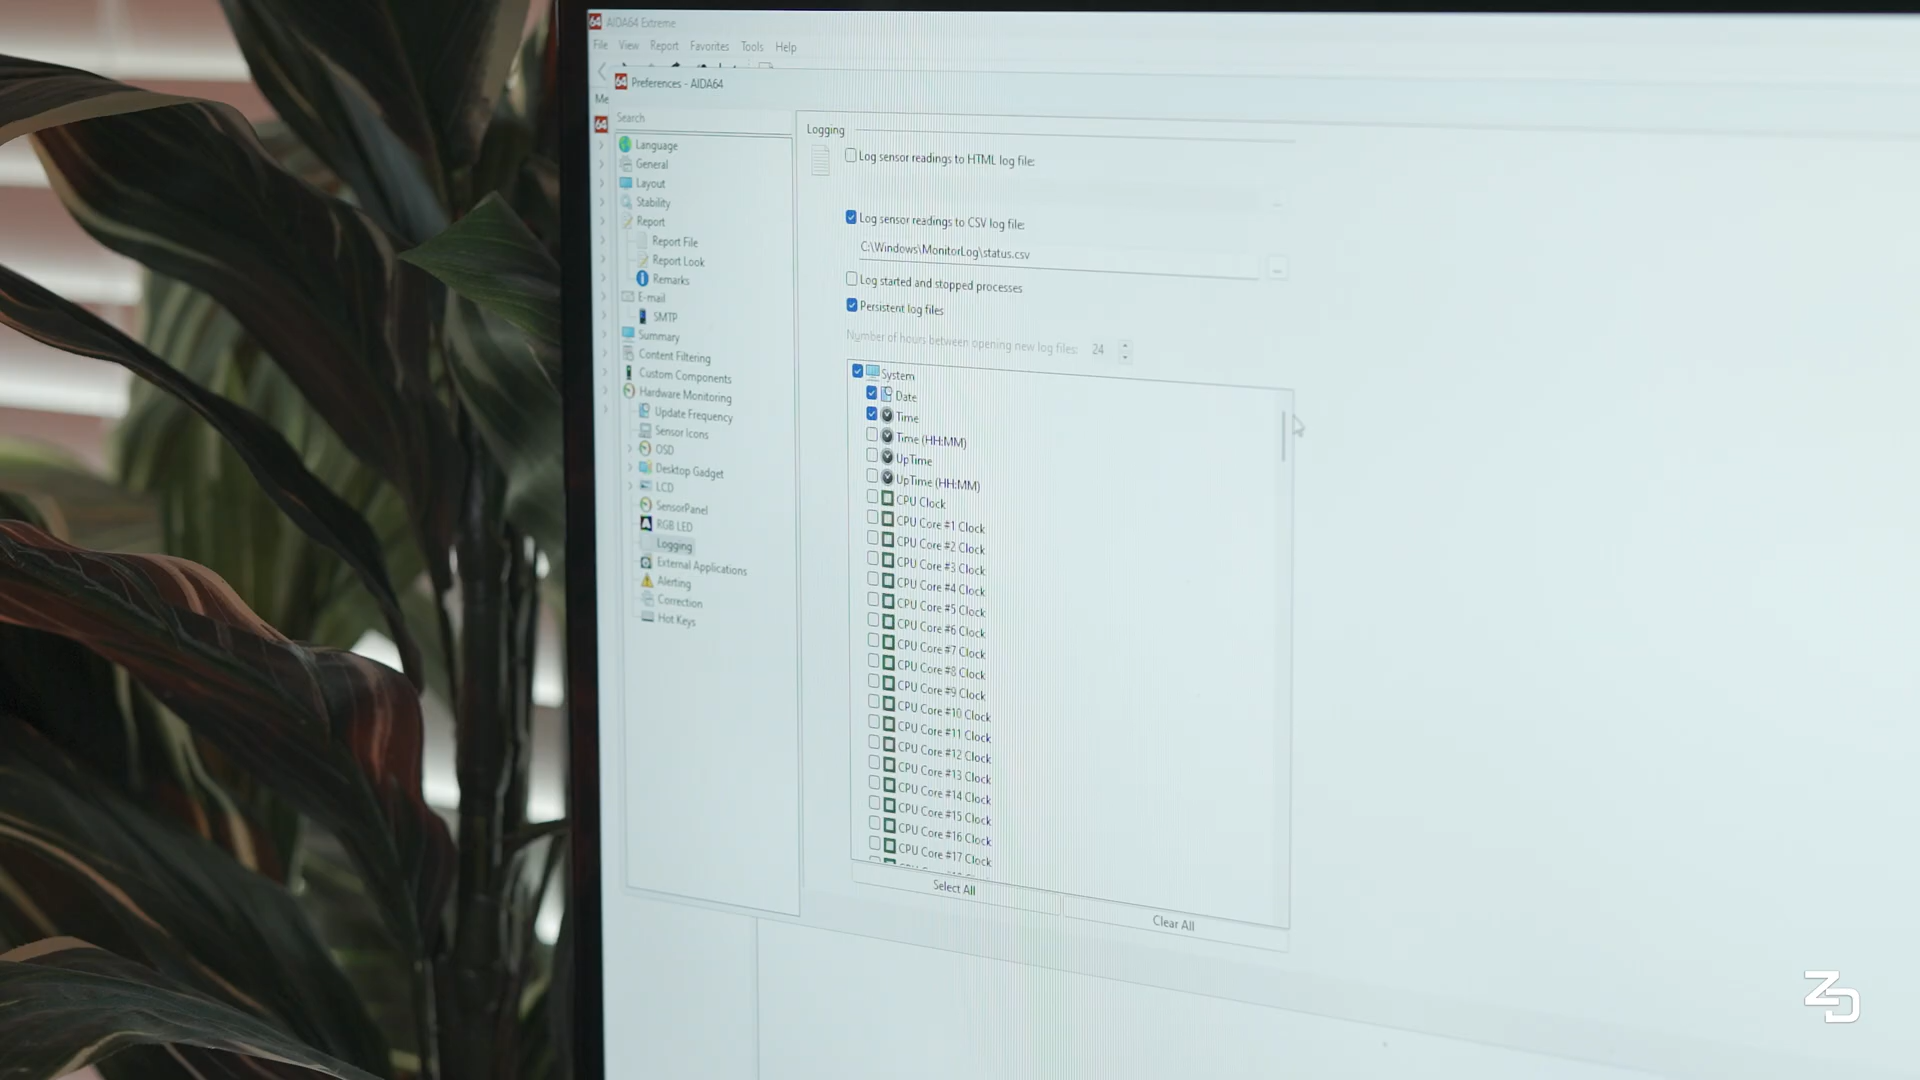 64 AIDA64 Extreme
File View Report Favorites Tools Help
64 Preferences - AIDA64
Me
64
Search
Language
General
Layout
Stability
Report
Report File
Report Look
Remarks
E-mail
SMTP
Summary
Content Filtering
Custom Components
Hardware Monitoring
Update Frequency
Sensor Icons
OSD
Desktop Gadget
LCD
SensorPanel
RGB LED
Logging
External Applications
Alerting
Correction
Hot Keys
Logging
Log sensor readings to HTML log file:
Log sensor readings to CSV log file:
C:\Windows\MonitorLog\status.csv
...
Log started and stopped processes
Persistent log files
Number of hours between opening new log files: 24
System
Date
Time
Time (HH:MM)
UpTime
UpTime (HH:MM)
CPU Clock
CPU Core #1 Clock
CPU Core #2 Clock
CPU Core #3 Clock
CPU Core #4 Clock
CPU Core #5 Clock
CPU Core #6 Clock
CPU Core #7 Clock
CPU Core #8 Clock
CPU Core #9 Clock
CPU Core #10 Clock
CPU Core #11 Clock
CPU Core #12 Clock
CPU Core #13 Clock
CPU Core #14 Clock
CPU Core #15 Clock
CPU Core #16 Clock
CPU Core #17 Clock
Select All
Clear All
ZD